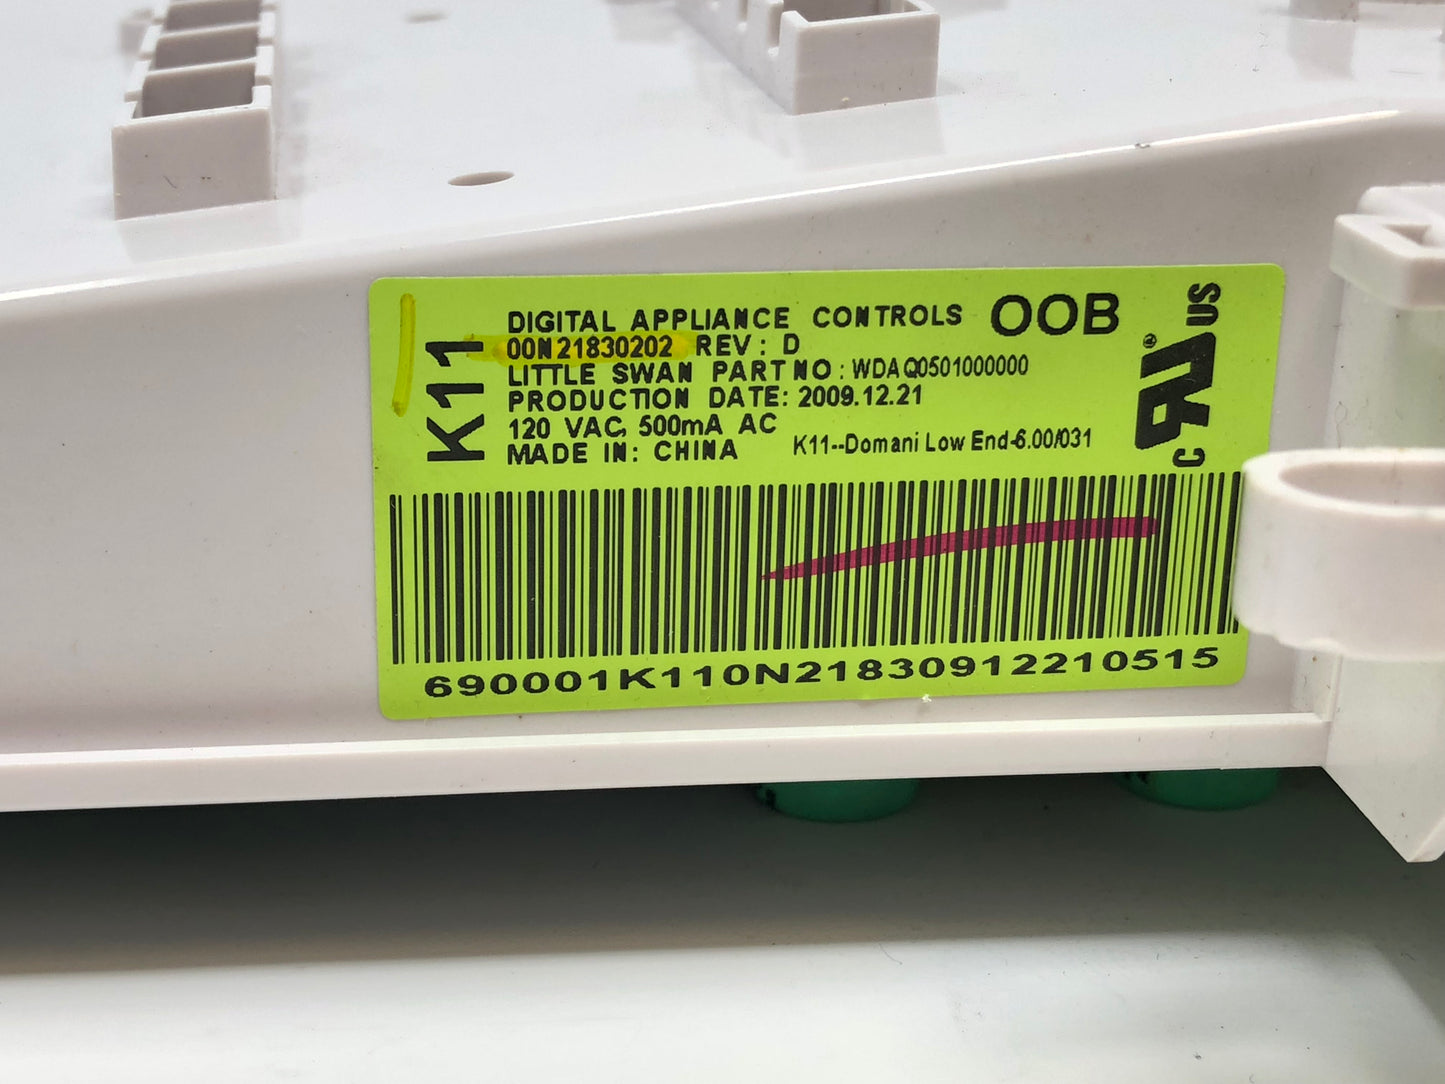 K11
DIGITAL APPLIANCE CONTROLS OOB
00N21830202 REV: D
LITTLE SWAN PART NO: WDAQ0501000000
PRODUCTION DATE: 2009.12.21
120 VAC, 500mA AC
MADE IN: CHINA K11--Domani Low End-6.00/031
c RU ® US
690001K110N21830912210515